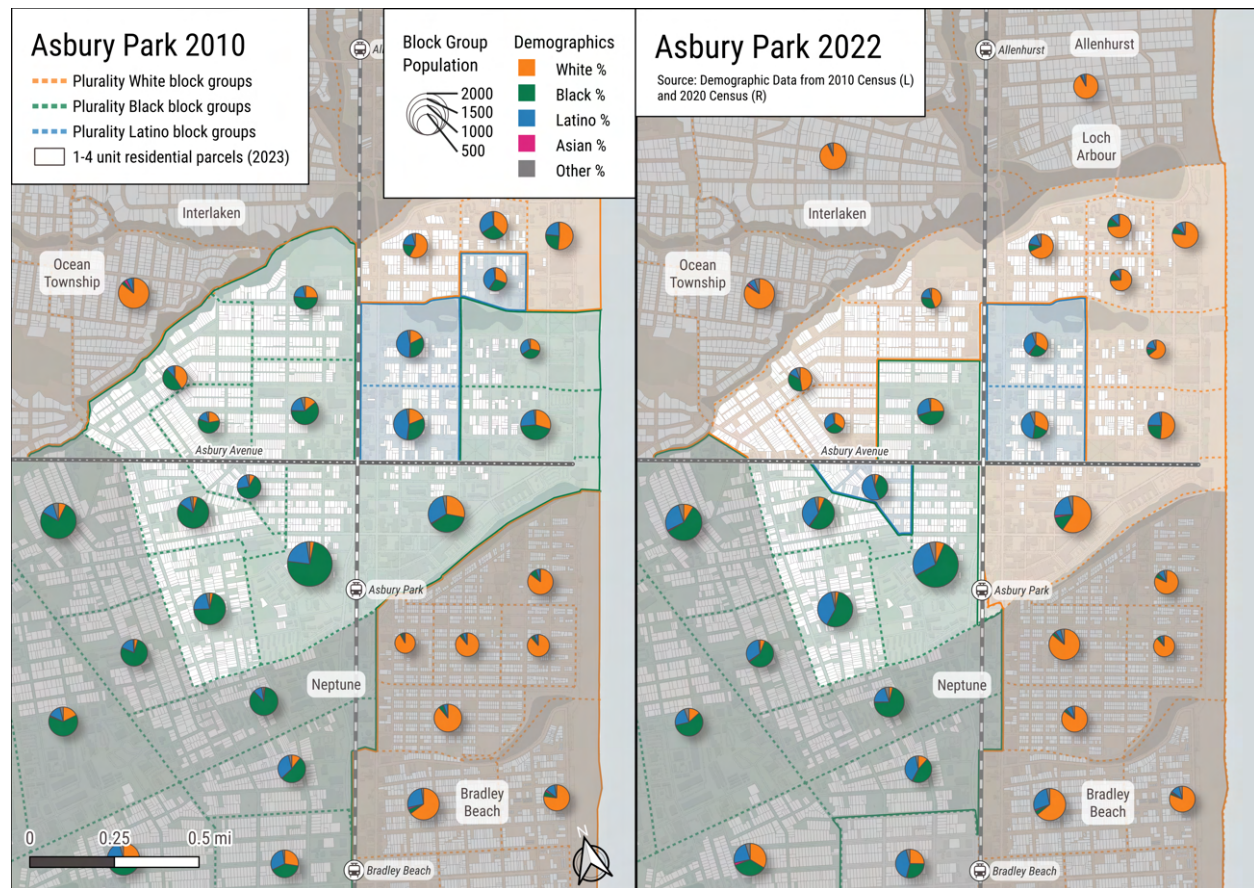 Asbury Park 2010
Plurality White block groups
Plurality Black block groups
Plurality Latino block groups
1-4 unit residential parcels (2023)
Block Group
Population
2000
1500
1000
500
Demographics
White %
Black %
Latino %
Asian %
Other %
Asbury Park 2022
Source: Demographic Data from 2010 Census (L)
and 2020 Census (R)
Interlaken
Ocean
Township
Asbury Avenue
Asbury Park
Neptune
Bradley
Beach
0
0.25
0.5 mi
N
Bradley Beach
Allenhurst
Allenhurst
Loch
Arbour
Interlaken
Ocean
Township
Asbury Avenue
Asbury Park
Neptune
Bradley
Beach
Bradley Beach